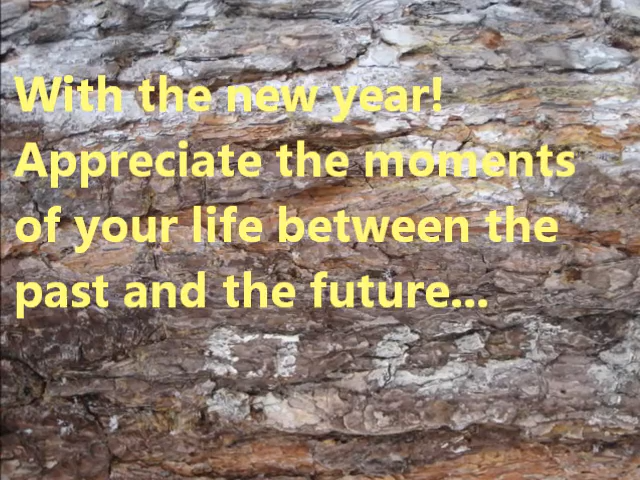 With the new year!
Appreciate the moments
of your life between the
past and the future...